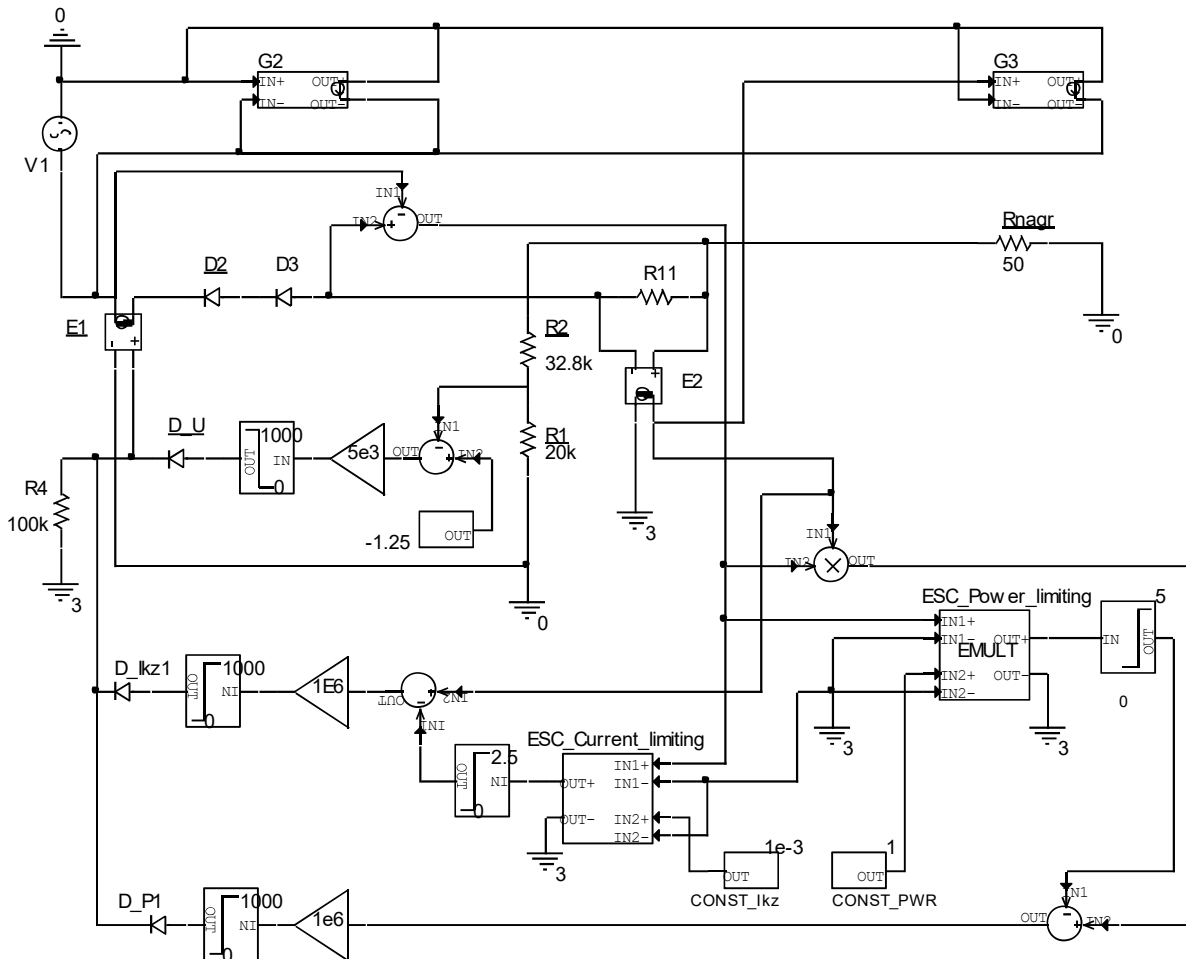 0
G2
G3
IN+ OUT+
IN- OUT-
IN+ OUT+
IN- OUT-
V1
IN1
IN2 OUT
-
+
Rnagr
50
0
D2 D3
R11
E1
- +
R2
32.8k
- +
E2
D_U
1000
OUT IN
0
5e3
IN1
OUT IN2
-
+
R1
20k
R4
100k
OUT
-1.25
3
3
0
IN1
OUT
ESC_Power_limiting
IN1+
IN1- OUT+
EMULT
IN2+ OUT-
IN2-
5
IN OUT
0
3
3
D_Ikz1
1000
OUT IN
0
1E6
OUT IN2
+
-
IN1
ESC_Current_limiting
2.5
OUT IN
0
IN1+
OUT+ IN1-
OUT- IN2+
IN2-
3
1e-3
OUT
CONST_Ikz
1
OUT
CONST_PWR
D_P1
1000
OUT IN
0
1e6
IN1
OUT IN2
-
+